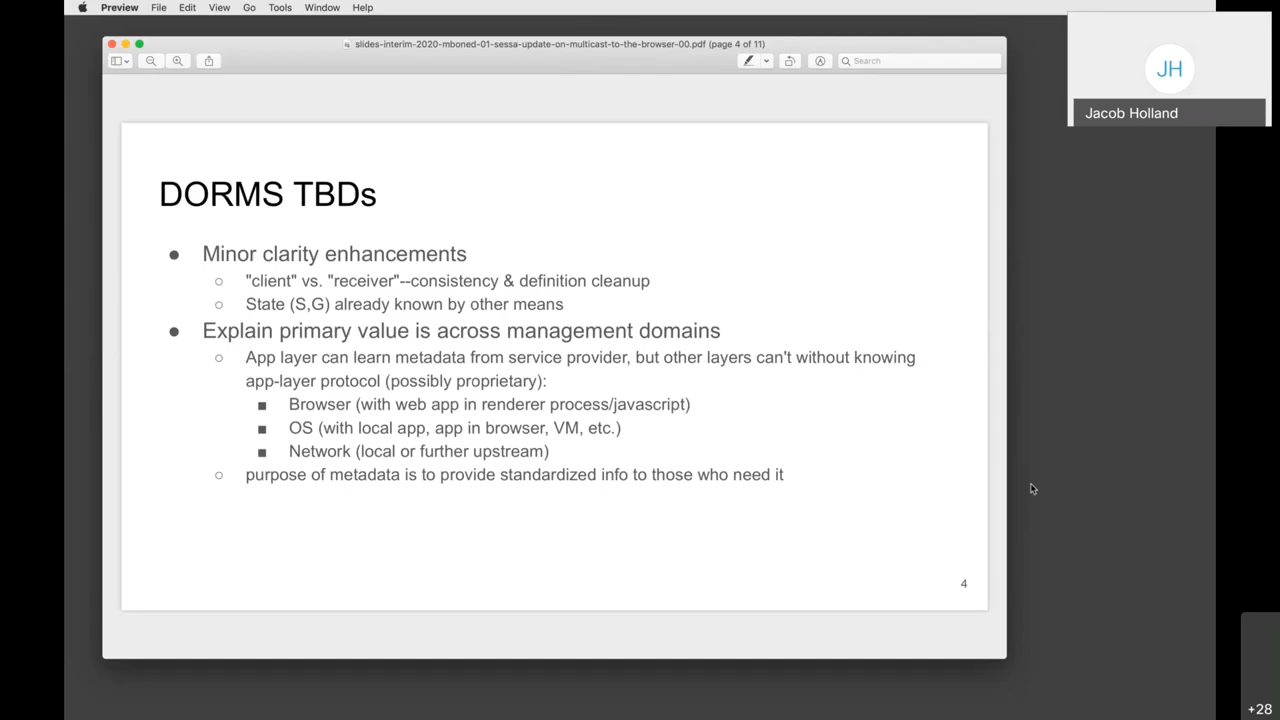 Preview File Edit View Go Tools Window Help
slides-interim-2020-mboned-01-sessa-update-on-multicast-to-the-browser-00.pdf (page 4 of 11)
Search
JH
Jacob Holland
DORMS TBDs
Minor clarity enhancements
"client" vs. "receiver"--consistency & definition cleanup
State (S,G) already known by other means
Explain primary value is across management domains
App layer can learn metadata from service provider, but other layers can't without knowing
app-layer protocol (possibly proprietary):
Browser (with web app in renderer process/javascript)
OS (with local app, app in browser, VM, etc.)
Network (local or further upstream)
purpose of metadata is to provide standardized info to those who need it
4
+28